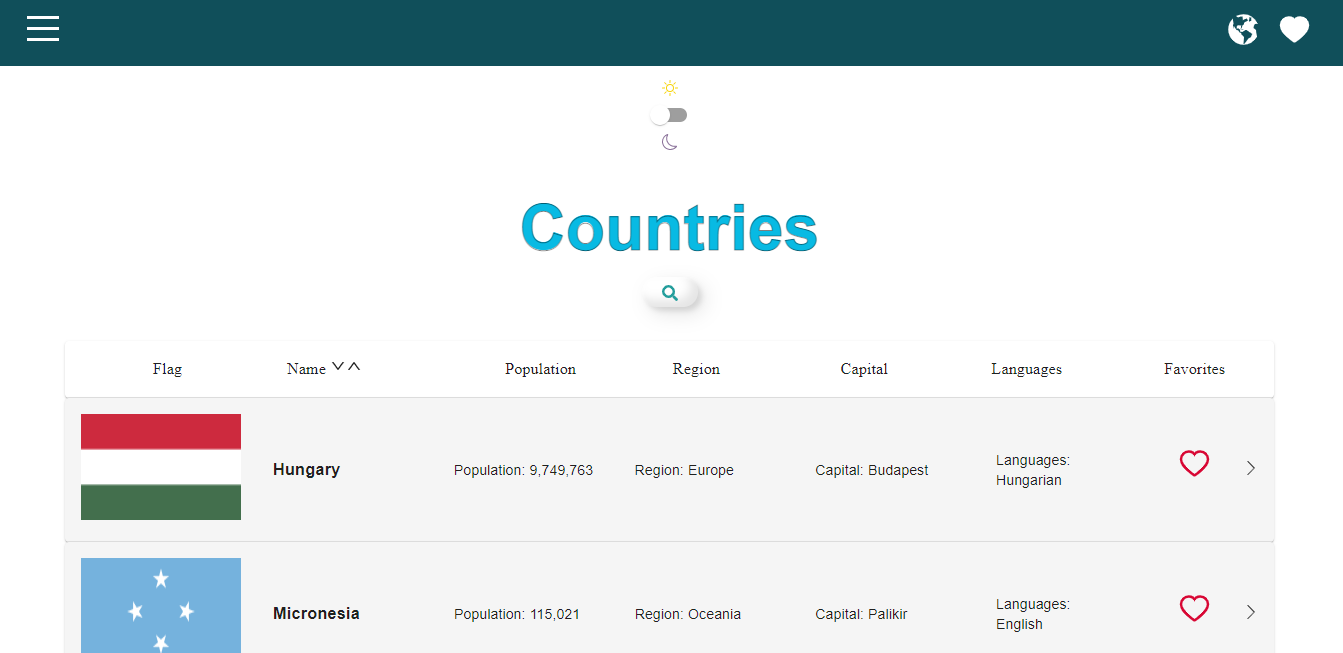 Countries
Flag Name Population Region Capital Languages Favorites
Hungary Population: 9,749,763 Region: Europe Capital: Budapest Languages:
Hungarian
Micronesia Population: 115,021 Region: Oceania Capital: Palikir Languages:
English